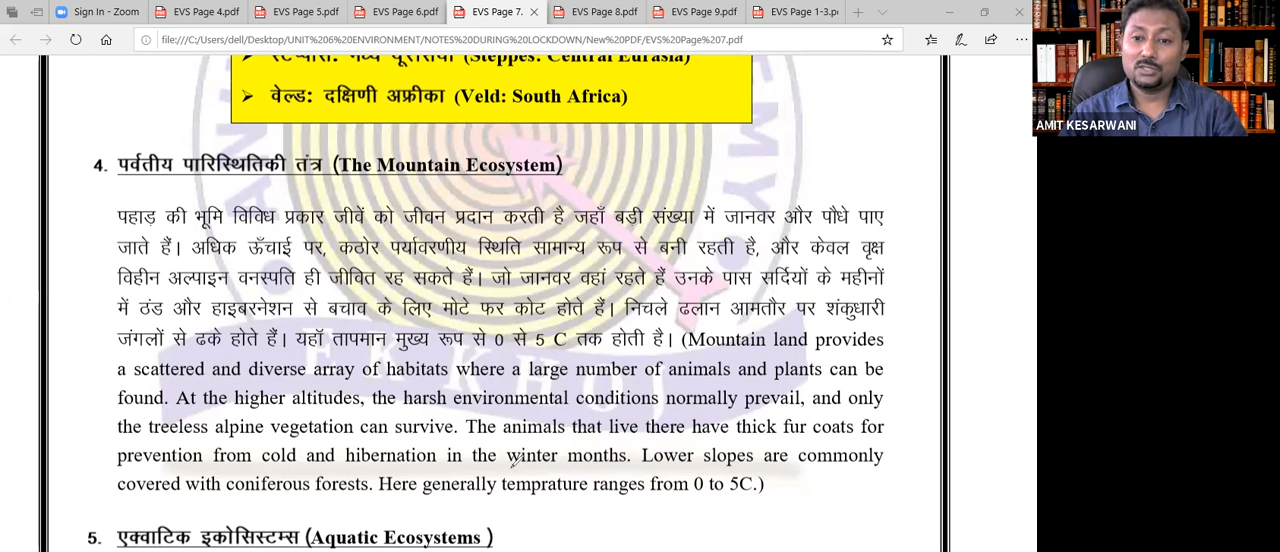 Sign in - Zoom
EVS Page 4.pdf
EVS Page 5.pdf
EVS Page 6.pdf
EVS Page 7.
EVS Page 8.pdf
EVS Page 9.pdf
EVS Page 1-3.p
file:///C:/Users/dell/Desktop/UNIT%206%20ENVIRONMENT/NOTES%20DURING%20LOCKDOWN/New%20PDF/EVS%20Page%207.pdf
AMIT KESARWANI
(Steppes: Central Eurasia)
➤ वेल्ड: दक्षिणी अफ्रीका (Veld: South Africa)
4. पर्वतीय पारिस्थितिकी तंत्र (The Mountain Ecosystem)
पहाड़ की भूमि विविध प्रकार जीवें को जीवन प्रदान करती है जहाँ बड़ी संख्या में जानवर और पौधे पाए
जाते हैं। अधिक ऊँचाई पर, कठोर पर्यावरणीय स्थिति सामान्य रूप से बनी रहती है, और केवल वृक्ष
विहीन अल्पाइन वनस्पति ही जीवित रह सकते हैं। जो जानवर वहां रहते हैं उनके पास सर्दियों के महीनों
में ठंड और हाइबरनेशन से बचाव के लिए मोटे फर कोट होते हैं। निचले ढलान आमतौर पर शंकुधारी
जंगलों से ढके होते हैं। यहॉ तापमान मुख्य रूप से 0 से 5 C तक होती है। (Mountain land provides
a scattered and diverse array of habitats where a large number of animals and plants can be
found. At the higher altitudes, the harsh environmental conditions normally prevail, and only
the treeless alpine vegetation can survive. The animals that live there have thick fur coats for
prevention from cold and hibernation in the winter months. Lower slopes are commonly
covered with coniferous forests. Here generally temprature ranges from 0 to 5C.)
5. एक्वाटिक इकोसिस्टम्स (Aquatic Ecosystems )